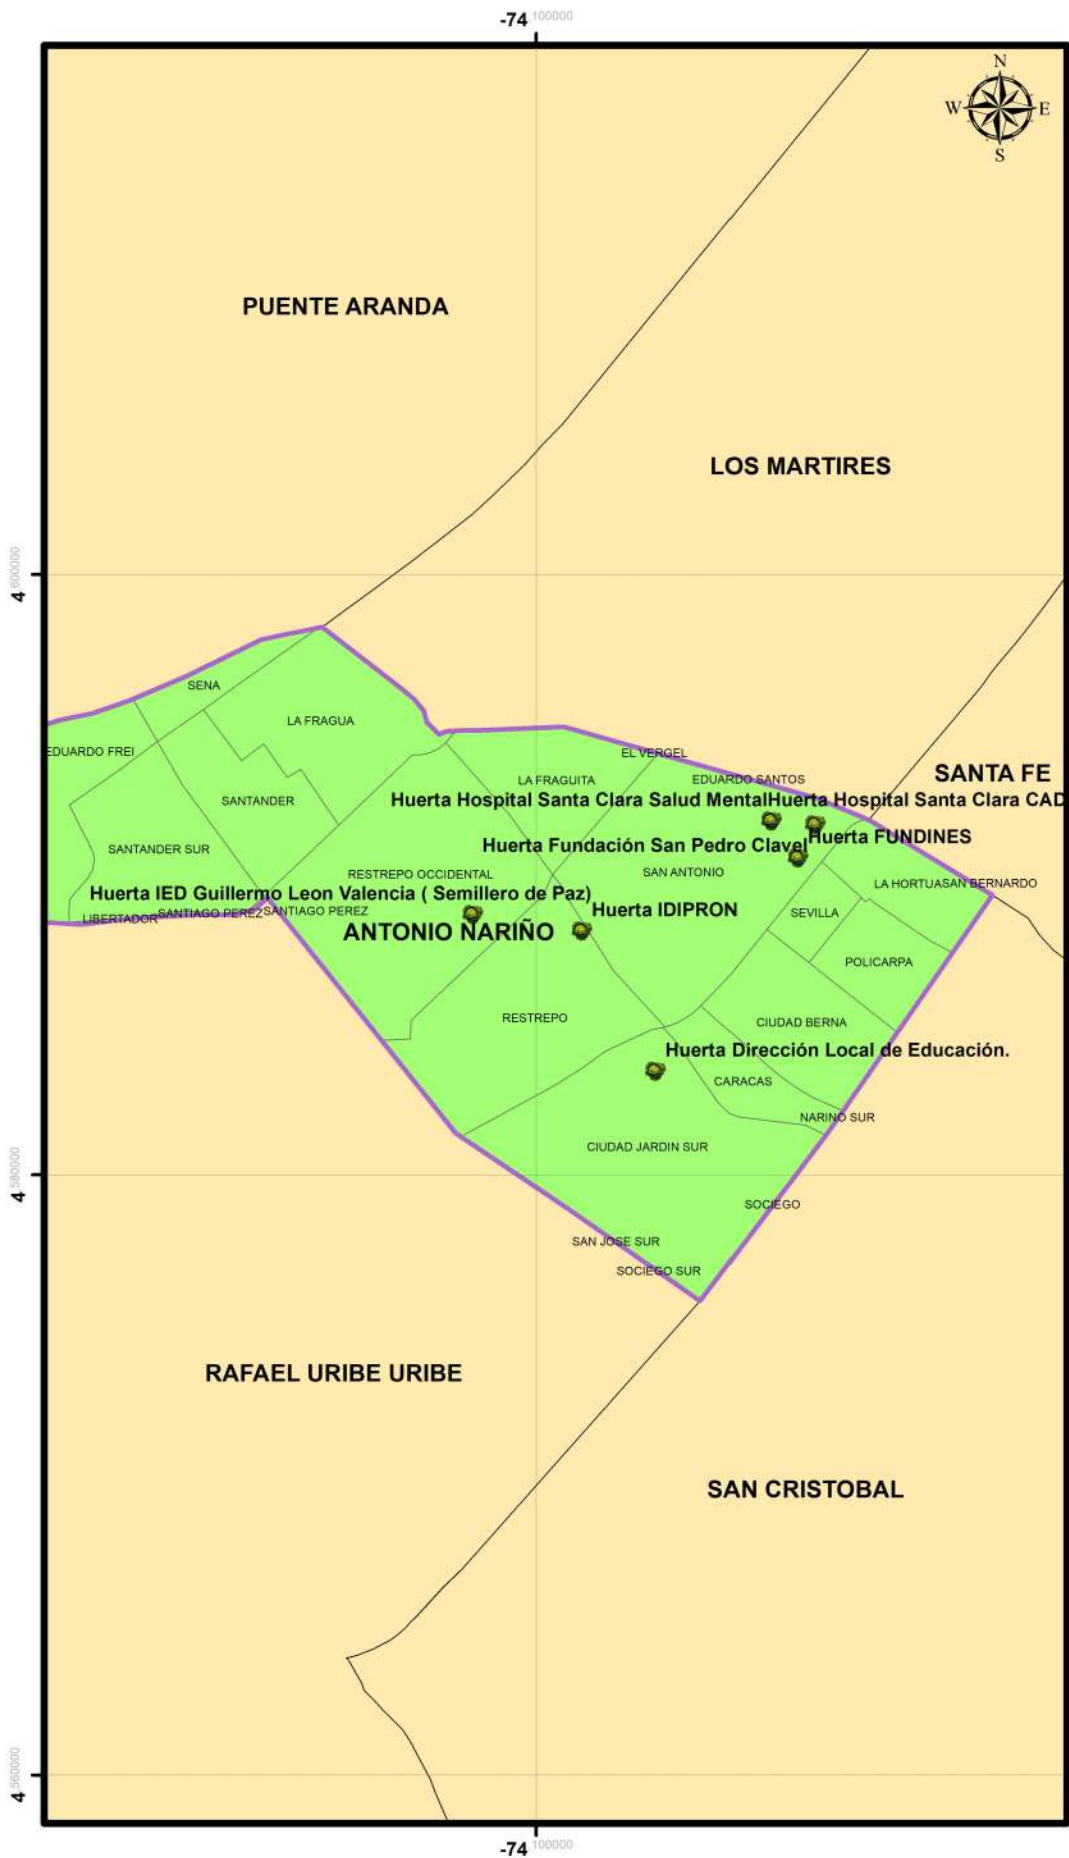 -74,100000
N
W E
S
PUENTE ARANDA
LOS MARTIRES
4,600000
SENA
LA FRAGUA
EDUARDO FREI
EL VERGEL
SANTA FE
LA FRAGUITA
EDUARDO SANTOS
SANTANDER
Huerta Hospital Santa Clara Salud Mental
Huerta Hospital Santa Clara CAD
Huerta FUNDINES
Huerta Fundación San Pedro Clavel
SANTANDER SUR
RESTREPO OCCIDENTAL
SAN ANTONIO
LA HORTUA
SAN BERNARDO
Huerta IED Guillermo Leon Valencia ( Semillero de Paz)
LIBERTADOR
SANTIAGO PEREZ
SANTIAGO PEREZ
Huerta IDIPRON
SEVILLA
ANTONIO NARIÑO
POLICARPA
RESTREPO
CIUDAD BERNA
Huerta Dirección Local de Educación.
CARACAS
NARINO SUR
CIUDAD JARDIN SUR
4,580000
SOCIEGO
SAN JOSE SUR
SOCIEGO SUR
RAFAEL URIBE URIBE
SAN CRISTOBAL
4,560000
-74,100000